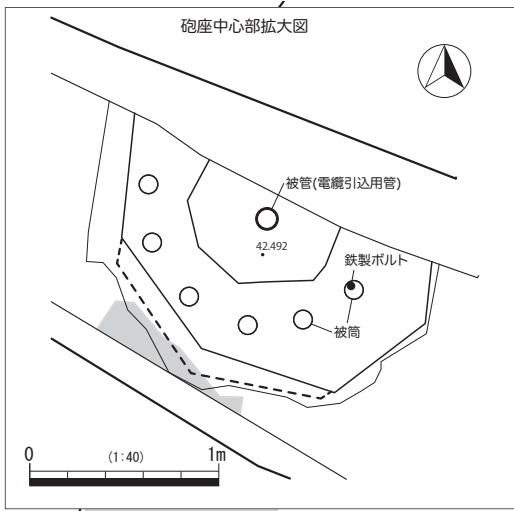 砲座中心部拡大図
被管(電纜引込用管)
42.492
鉄製ボルト
被筒
0 (1:40) 1m